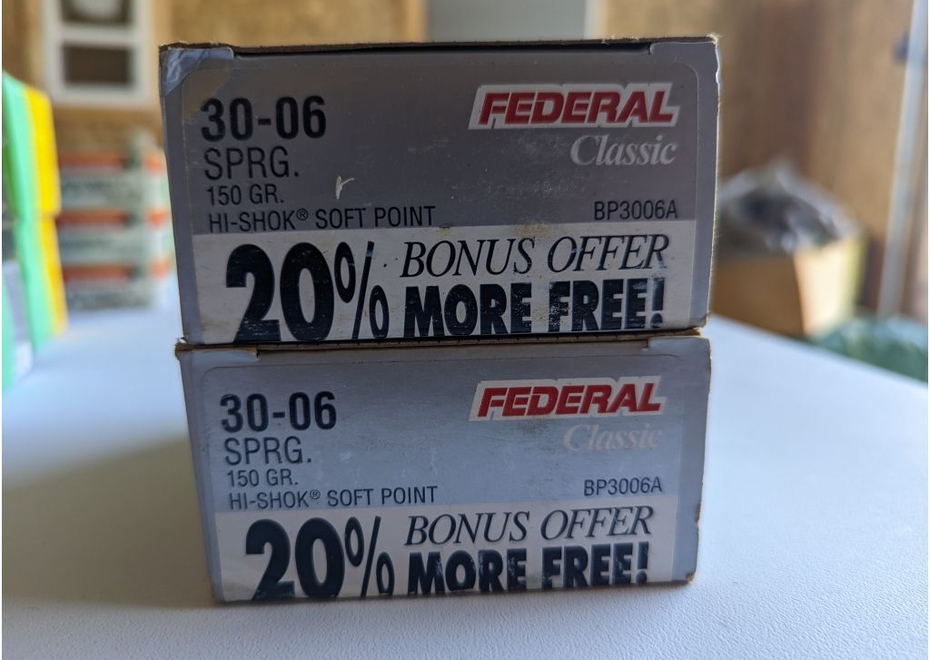 30-06
FEDERAL
SPRG.
Classic
150 GR.
HI-SHOK® SOFT POINT
BP3006A
20% BONUS OFFER
MORE FREE!
30-06
FEDERAL
SPRG.
Classic
150 GR.
HI-SHOK® SOFT POINT
BP3006A
20% BONUS OFFER
MORE FREE!